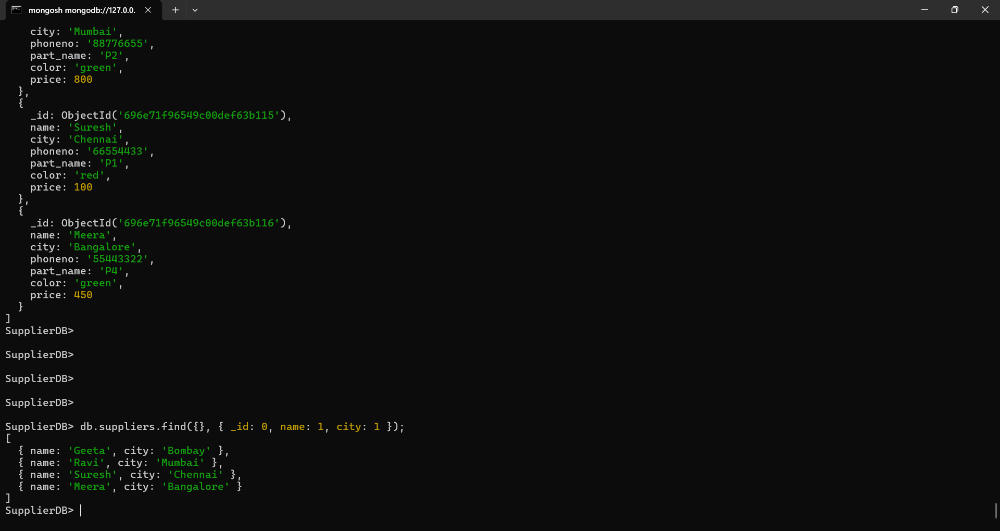 mongosh mongodb://127.0.0.
city: 'Mumbai',
phoneno: '88776655',
part_name: 'P2',
color: 'green',
price: 800
},
{
_id: ObjectId('696e71f96549c00def63b115'),
name: 'Suresh',
city: 'Chennai',
phoneno: '66554433',
part_name: 'P1',
color: 'red',
price: 100
},
{
_id: ObjectId('696e71f96549c00def63b116'),
name: 'Meera',
city: 'Bangalore',
phoneno: '55443322',
part_name: 'P4',
color: 'green',
price: 450
}
]
SupplierDB>
SupplierDB>
SupplierDB>
SupplierDB>
SupplierDB> db.suppliers.find({}, { _id: 0, name: 1, city: 1 });
[
{ name: 'Geeta', city: 'Bombay' },
{ name: 'Ravi', city: 'Mumbai' },
{ name: 'Suresh', city: 'Chennai' },
{ name: 'Meera', city: 'Bangalore' }
]
SupplierDB>